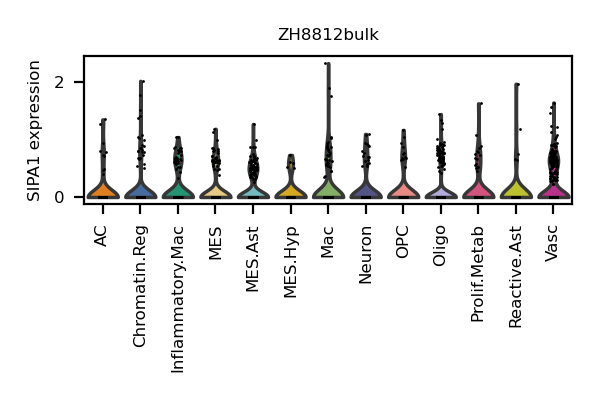 ZH8812bulk
SIPA1 expression
2
0
AC
Chromatin.Reg
Inflammatory.Mac
MES
MES.Ast
MES.Hyp
Mac
Neuron
OPC
Oligo
Prolif.Metab
Reactive.Ast
Vasc